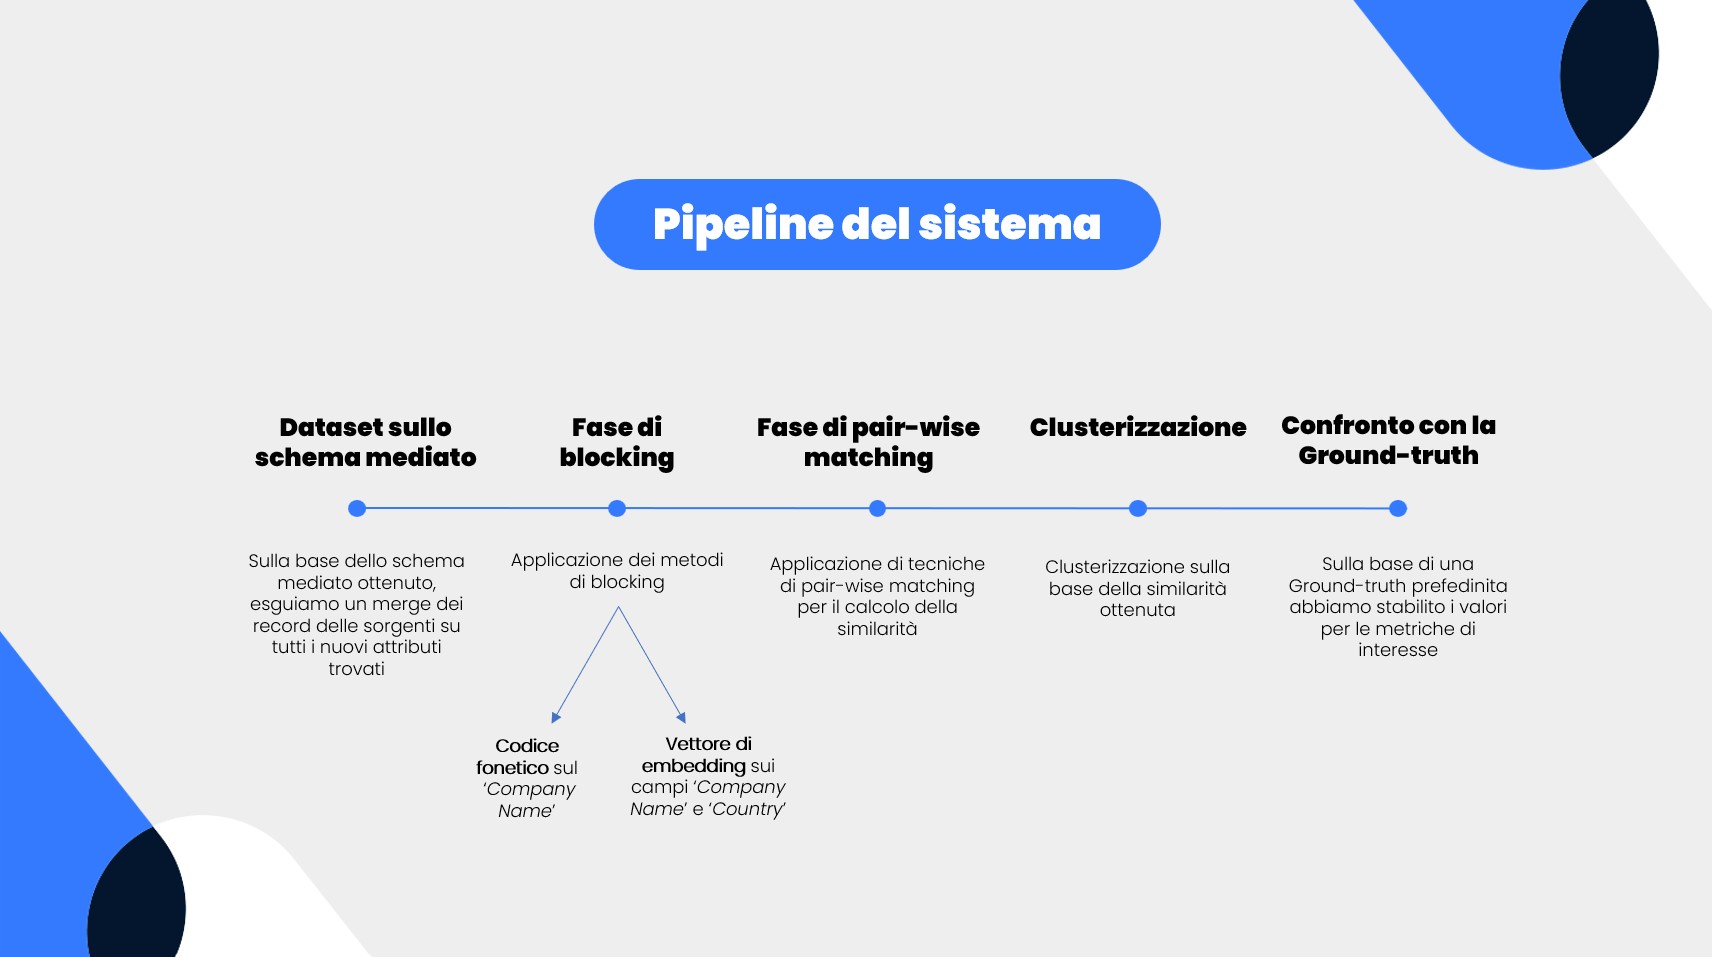 Pipeline del sistema
Dataset sullo
schema mediato
Fase di
blocking
Fase di pair-wise
matching
Clusterizzazione
Confronto con la
Ground-truth
Sulla base dello schema
mediato ottenuto,
esguiamo un merge dei
record delle sorgenti su
tutti i nuovi attributi
trovati
Applicazione dei metodi
di blocking
Codice
fonetico sul
‘Company
Name’
Vettore di
embedding sui
campi ‘Company
Name’ e ‘Country’
Applicazione di tecniche
di pair-wise matching
per il calcolo della
similarità
Clusterizzazione sulla
base della similarità
ottenuta
Sulla base di una
Ground-truth prefedinita
abbiamo stabilito i valori
per le metriche di
interesse